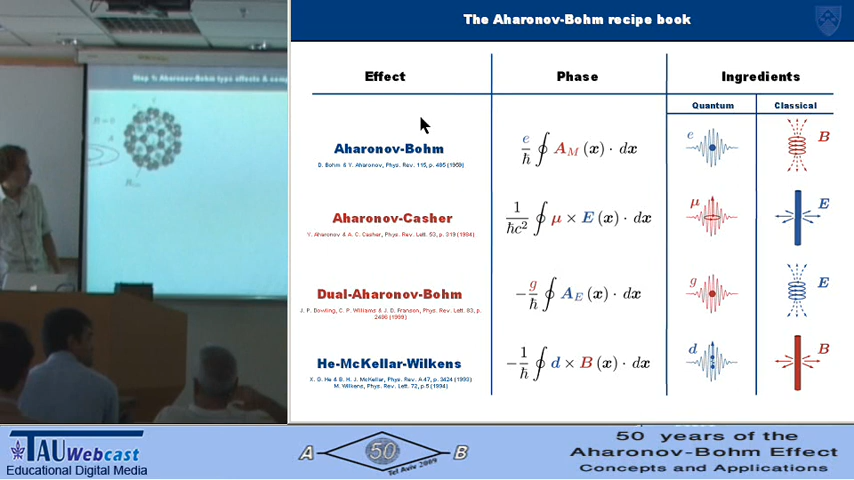 The Aharonov-Bohm recipe book
Effect
Phase
Ingredients
Quantum
Classical
Aharonov-Bohm
D. Bohm & Y. Aharonov, Phys. Rev. 115, p. 485 (1959)
e/ħ ∮ A_M (x) · dx
e
B
Aharonov-Casher
Y. Aharonov & A. C. Casher, Phys. Rev. Lett. 53, p. 319 (1984)
1/ħc² ∮ μ × E (x) · dx
μ
E
Dual-Aharonov-Bohm
J. P. Dowling, C. P. Williams & J. D. Franson, Phys. Rev. Lett. 83, p.
2486 (1999)
−g/ħ ∮ A_E (x) · dx
g
E
He-McKellar-Wilkens
X. G. He & B. H. J. McKellar, Phys. Rev. A 47, p. 3424 (1993)
M. Wilkens, Phys. Rev. Lett. 72, p.5 (1994)
−1/ħ ∮ d × B (x) · dx
d
B
TAU Webcast
Educational Digital Media
A 50 B
Tel Aviv 2009
50 years of the
Aharonov-Bohm Effect
Concepts and Applications